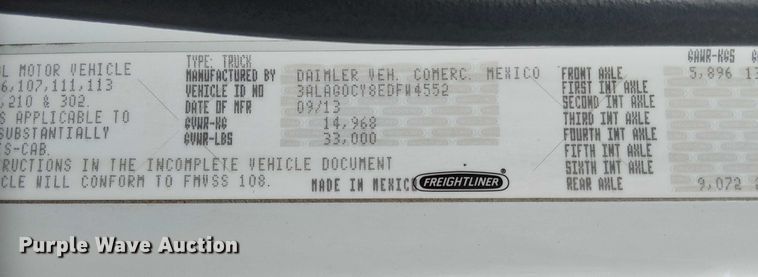 GAWR-KGS
TYPE: TRUCK
L MOTOR VEHICLE MANUFACTURED BY DAIMLER VEH. COMERC. MEXICO FRONT AXLE 5,896 13
6,107,111,113 VEHICLE ID NO 3ALAG0CY8EDFW4552 FIRST INT AXLE
,210 & 302. DATE OF MFR 09/13 SECOND INT AXLE
S APPLICABLE TO GVWR-KG 14,968 THIRD INT AXLE
SUBSTANTIALLY GVWR-LBS 33,000 FOURTH INT AXLE
S-CAB. FIFTH INT AXLE
RUCTIONS IN THE INCOMPLETE VEHICLE DOCUMENT SIXTH INT AXLE
CLE WILL CONFORM TO FMVSS 108. MADE IN MEXICO FREIGHTLINER REAR AXLE 9,072
Purple Wave Auction